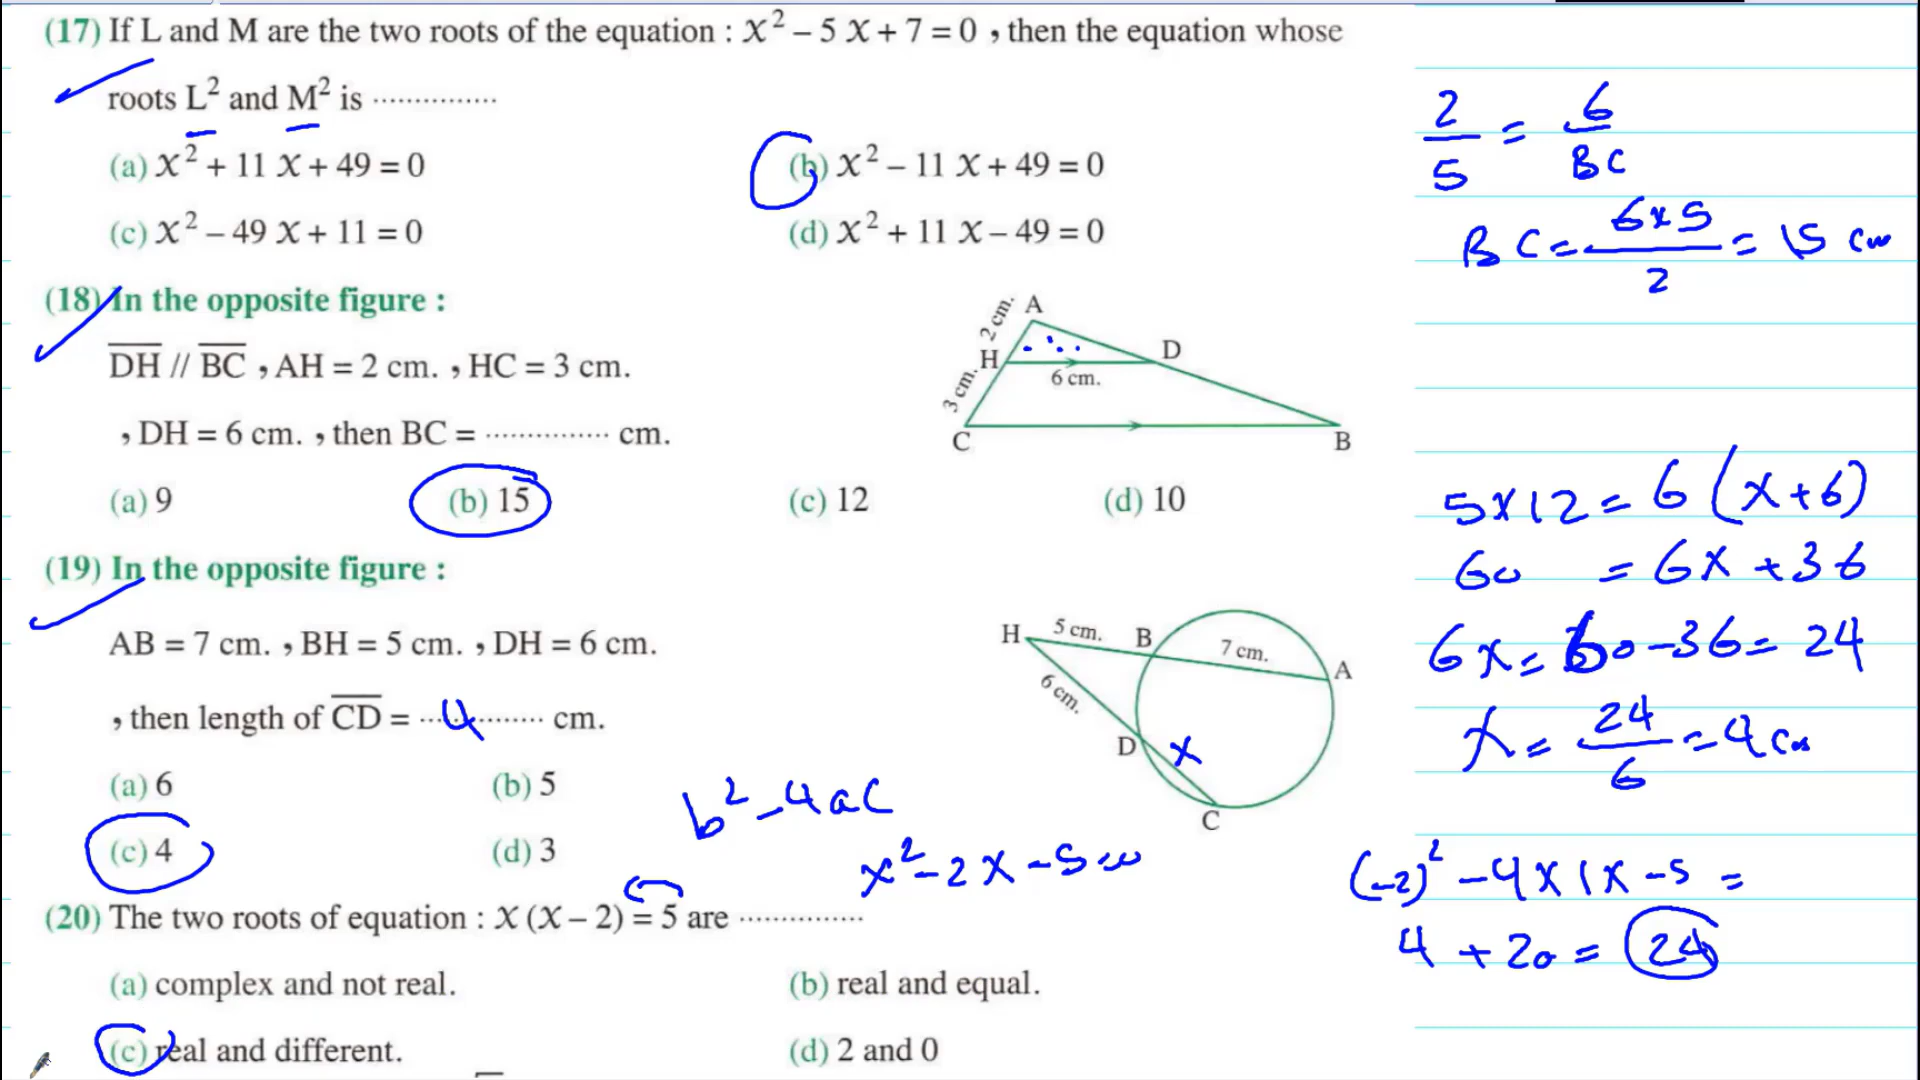 (17) If L and M are the two roots of the equation : x² – 5 x + 7 = 0 , then the equation whose
roots L² and M² is ...............
(a) x² + 11 x + 49 = 0
(b) x² – 11 x + 49 = 0
(c) x² – 49 x + 11 = 0
(d) x² + 11 x – 49 = 0
2/5 = 6/BC
BC = 6×5/2 = 15 cm
(18) In the opposite figure :
DH // BC , AH = 2 cm. , HC = 3 cm.
, DH = 6 cm. , then BC = ............... cm.
(a) 9
(b) 15
(c) 12
(d) 10
A
2 cm.
H
D
6 cm.
3 cm.
C
B
5×12 = 6 (x+6)
60 = 6x + 36
6x = 60 - 36 = 24
x = 24/6 = 4 cm
(19) In the opposite figure :
AB = 7 cm. , BH = 5 cm. , DH = 6 cm.
, then length of CD = ... 4 ......... cm.
(a) 6
(b) 5
(c) 4
(d) 3
H
5 cm.
B
7 cm.
A
6 cm.
D
x
C
b² - 4ac
x² - 2x - 5 =0
(-2)² - 4×1×-5 =
4 + 20 = 24
(20) The two roots of equation : x (x – 2) = 5 are ...............
(a) complex and not real.
(b) real and equal.
(c) real and different.
(d) 2 and 0